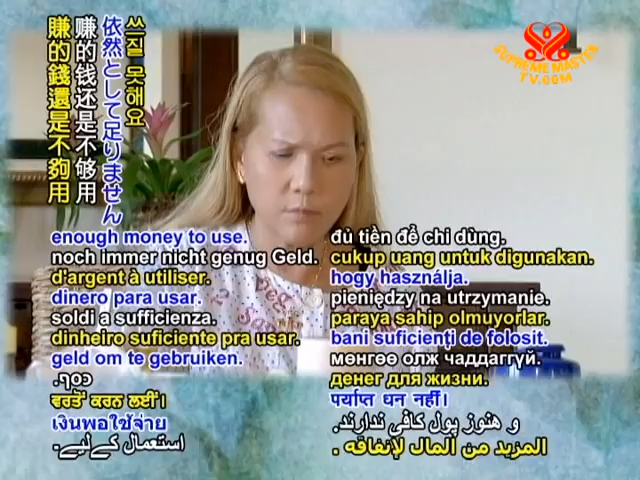 쓰질 못해요
依然として足りません
赚的钱还是不够用
賺的錢還是不夠用
SUPREME MASTER
TV.COM
enough money to use.
noch immer nicht genug Geld.
d'argent à utiliser.
dinero para usar.
soldi a sufficienza.
dinheiro suficiente pra usar.
geld om te gebruiken.
.ףסכ
ਵਰਤੋਂ ਕਰਨ ਲਈਂ।
เงินพอใช้จ่าย
استعمال کےلیے۔
đủ tiền để chi dùng.
cukup uang untuk digunakan.
hogy használja.
pieniędzy na utrzymanie.
paraya sahip olmuyorlar.
bani suficienți de folosit.
мөнгөө олж чаддаггүй.
денег для жизни.
पर्याप्त धन नहीं।
و هنوز پول کافی ندارند.
المزيد من المال لإنفاقه .